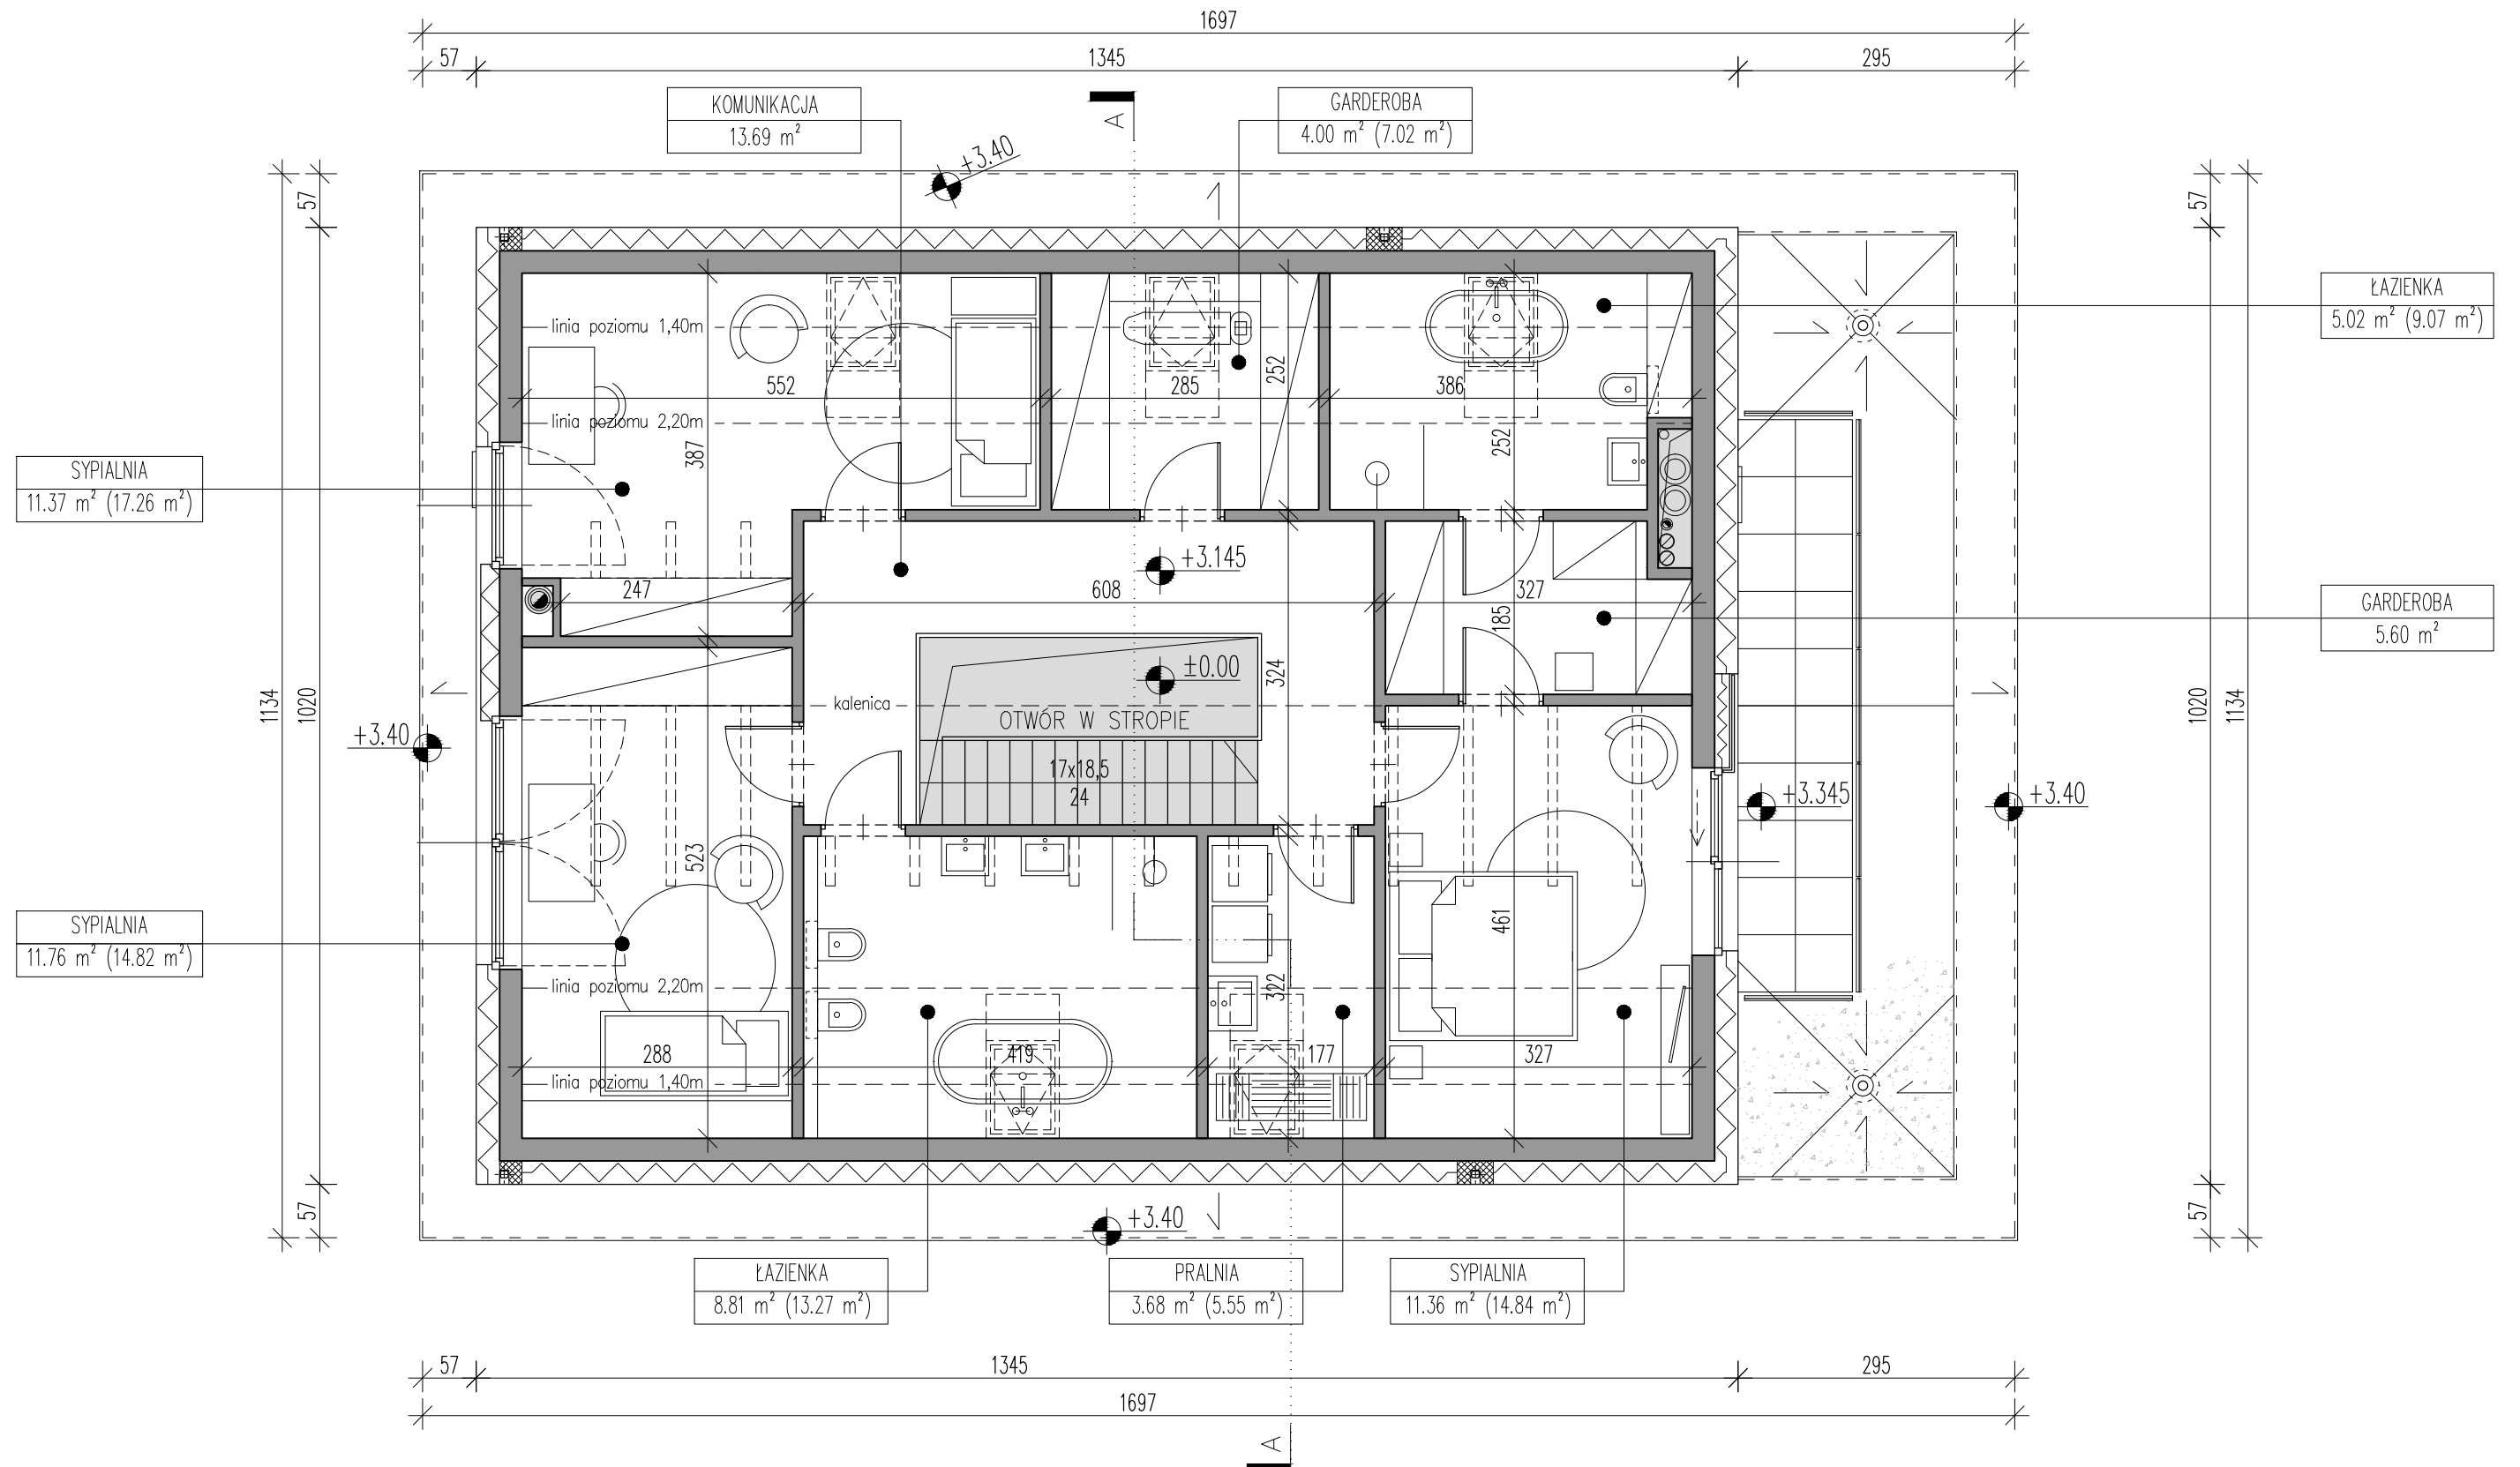 1697
57
1345
295
KOMUNIKACJA
13.69 m²
A
GARDEROBA
4.00 m² (7.02 m²)
+3.40
57
57
ŁAZIENKA
5.02 m² (9.07 m²)
linia poziomu 1,40m
552
285
252
386
linia poziomu 2,20m
387
252
SYPIALNIA
11.37 m² (17.26 m²)
+3.145
247
608
327
185
GARDEROBA
5.60 m²
324
±0.00
1134
1020
kalenica
OTWÓR W STROPIE
1020
1134
+3.40
17x18,5
24
+3.345
+3.40
523
461
SYPIALNIA
11.76 m² (14.82 m²)
322
linia poziomu 2,20m
288
419
177
327
linia poziomu 1,40m
57
57
+3.40
ŁAZIENKA
8.81 m² (13.27 m²)
PRALNIA
3.68 m² (5.55 m²)
SYPIALNIA
11.36 m² (14.84 m²)
57
1345
295
1697
A